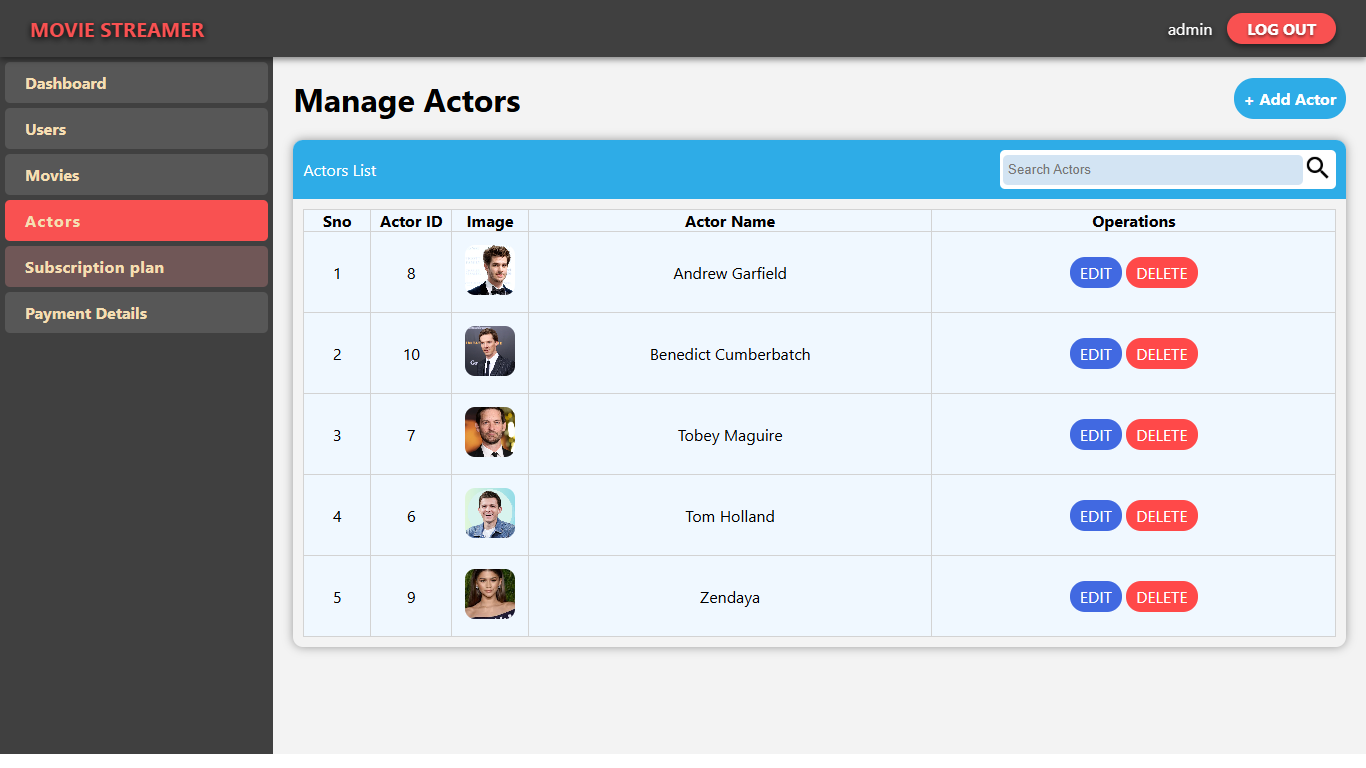 MOVIE STREAMER
admin LOG OUT
Dashboard
Users
Movies
Actors
Subscription plan
Payment Details
Manage Actors
+ Add Actor
Actors List
Search Actors
Sno Actor ID Image Actor Name Operations
1 8 Andrew Garfield EDIT DELETE
2 10 Benedict Cumberbatch EDIT DELETE
3 7 Tobey Maguire EDIT DELETE
4 6 Tom Holland EDIT DELETE
5 9 Zendaya EDIT DELETE